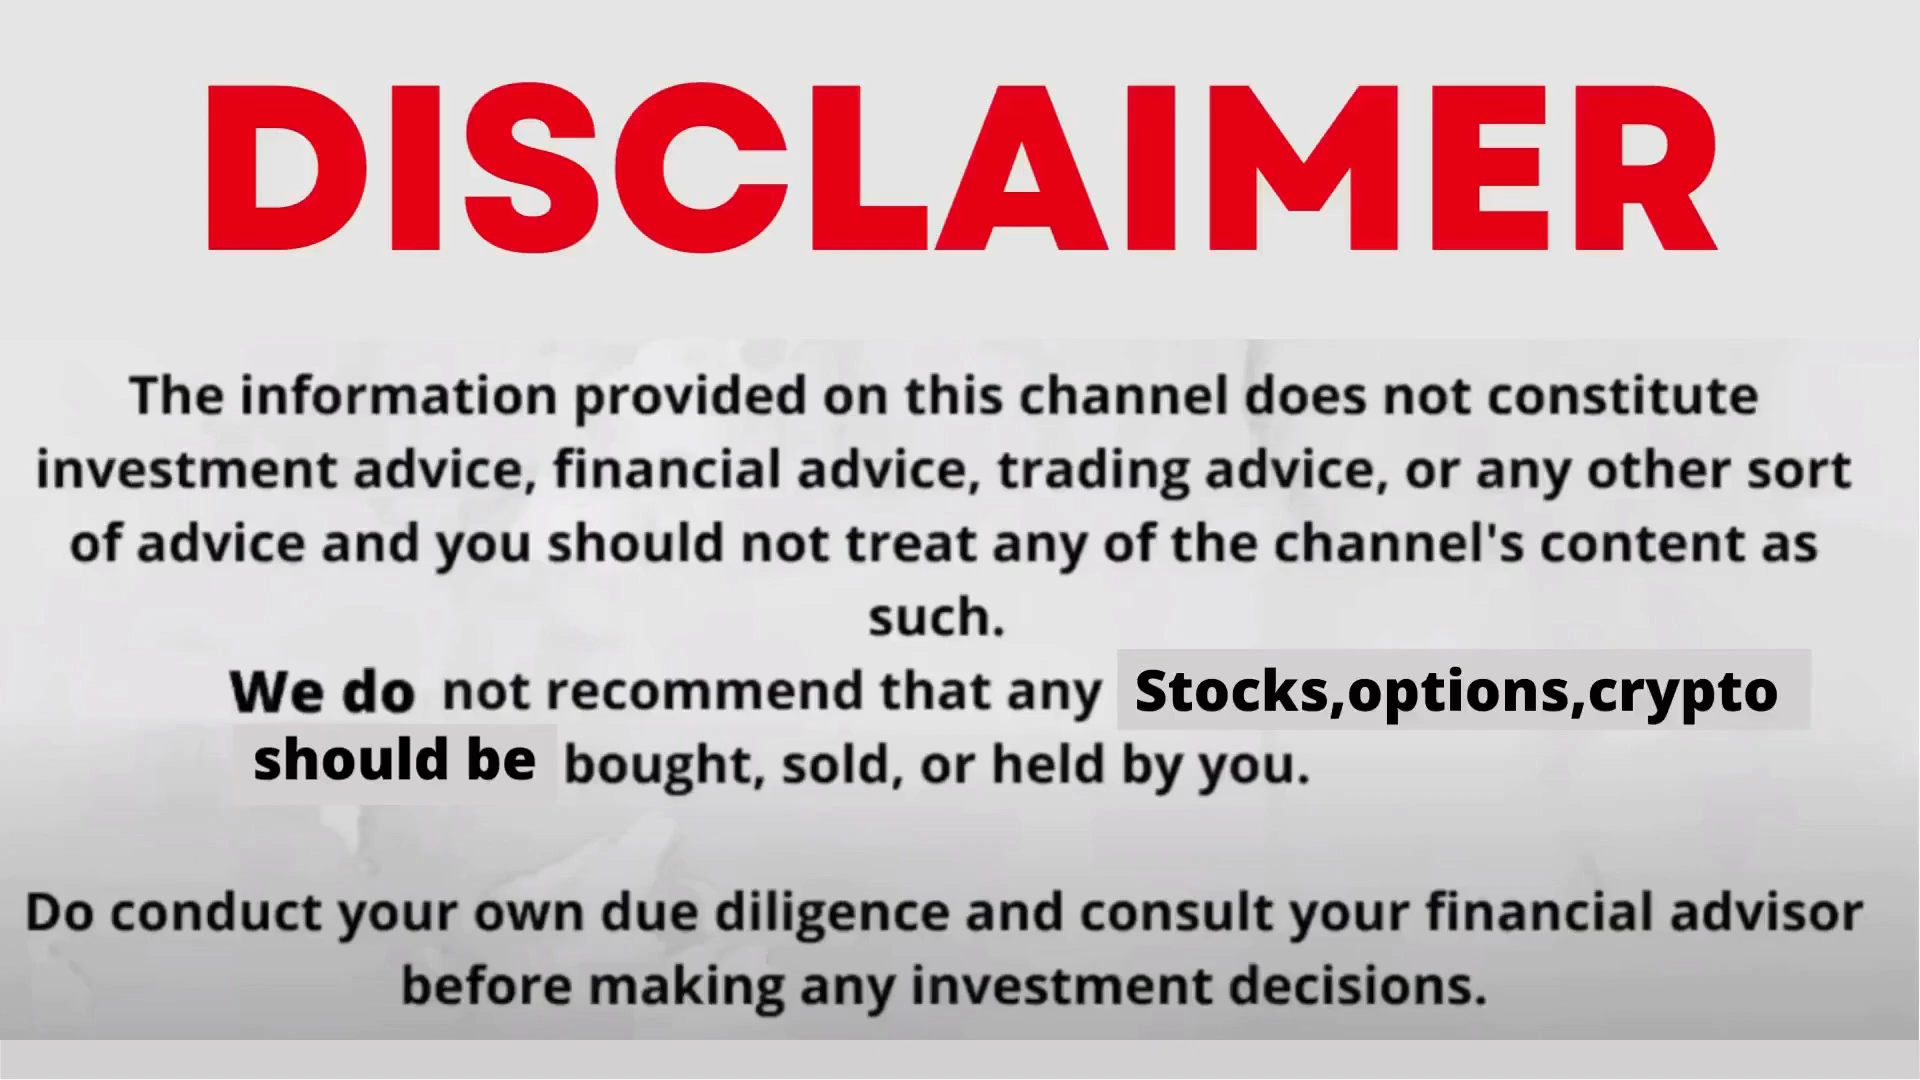 DISCLAIMER
The information provided on this channel does not constitute
investment advice, financial advice, trading advice, or any other sort
of advice and you should not treat any of the channel's content as
such.
We do not recommend that any Stocks,options,crypto
should be bought, sold, or held by you.
Do conduct your own due diligence and consult your financial advisor
before making any investment decisions.